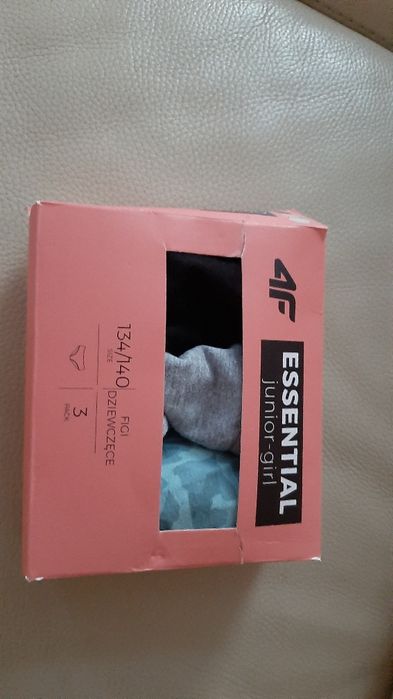 4F
ESSENTIAL
junior-girl
134/140
SIZE
FIGI
DZIEWCZĘCE
3
PACK